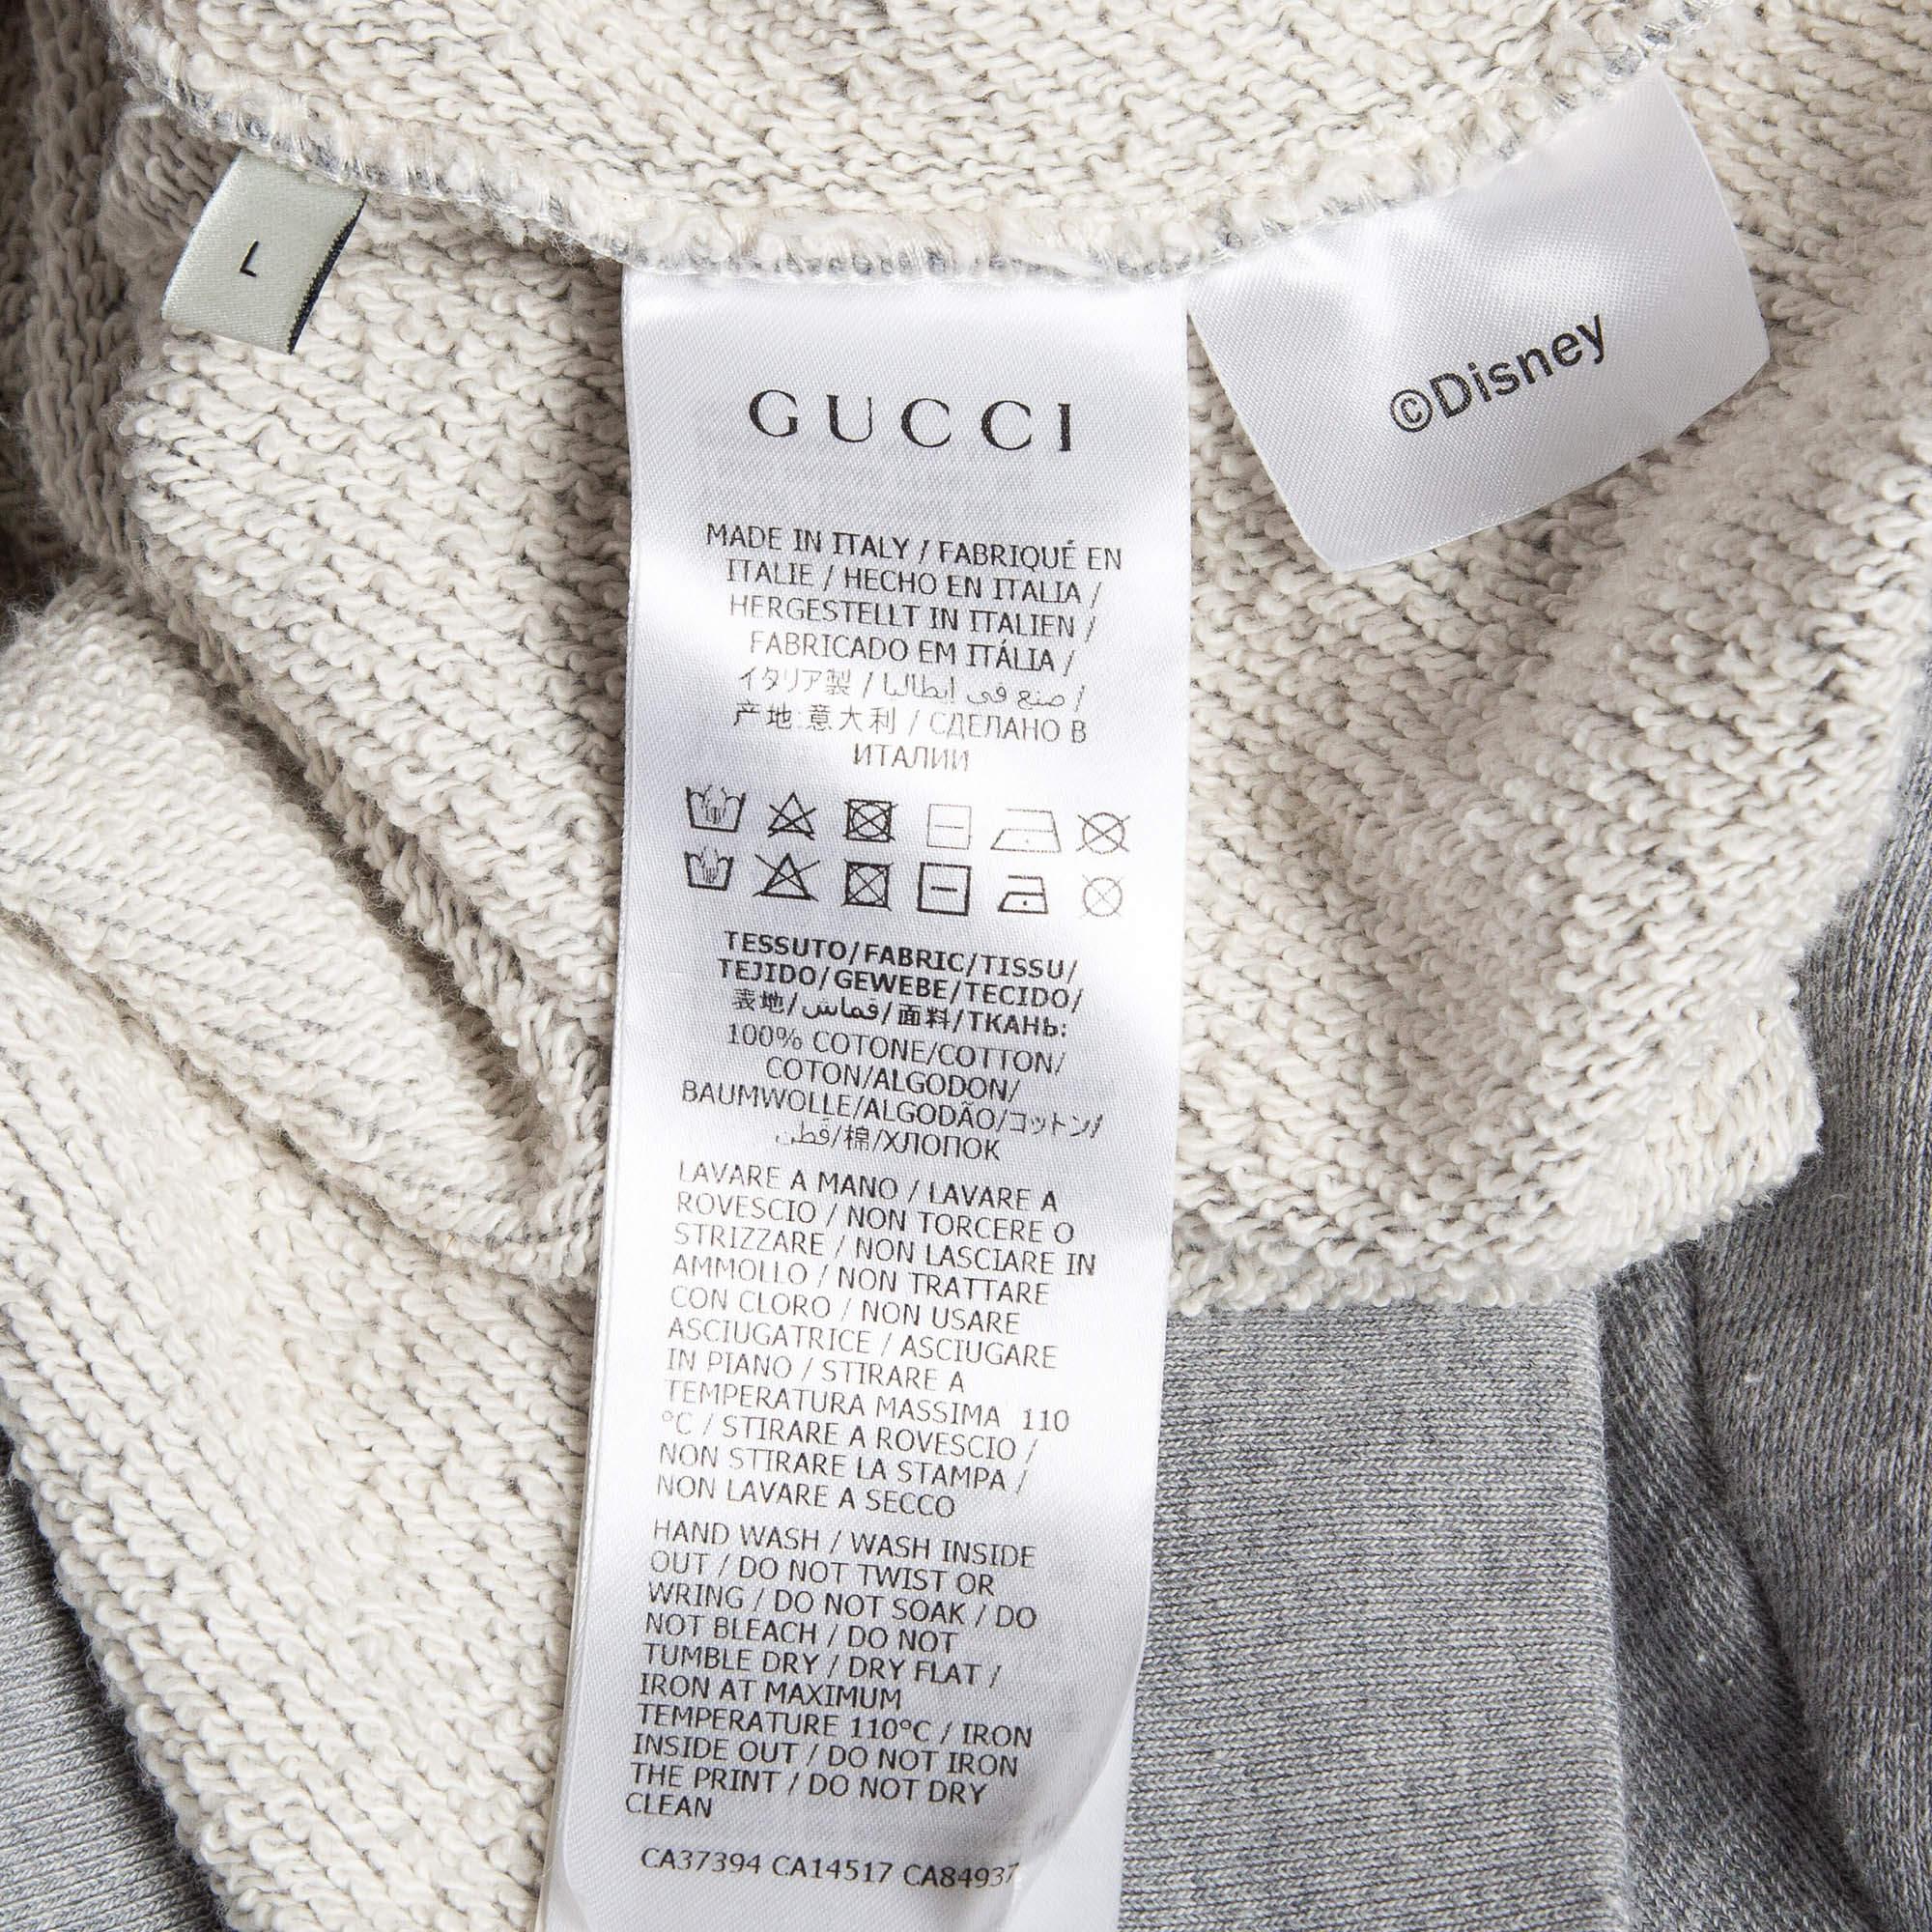 L
GUCCI
©Disney
MADE IN ITALY / FABRIQUÉ EN
ITALIE / HECHO EN ITALIA /
HERGESTELLT IN ITALIEN /
FABRICADO EM ITÁLIA /
イタリア製 / صنع في ايطاليا /
产地:意大利 / СДЕЛАНО В
ИТАЛИИ
TESSUTO/FABRIC/TISSU/
TEJIDO/GEWEBE/TECIDO/
表地/قماش/面料/ТКАНЬ:
100% COTONE/COTTON/
COTON/ALGODON/
BAUMWOLLE/ALGODÃO/コットン/
قطن/棉/ХЛОПОК
LAVARE A MANO / LAVARE A
ROVESCIO / NON TORCERE O
STRIZZARE / NON LASCIARE IN
AMMOLLO / NON TRATTARE
CON CLORO / NON USARE
ASCIUGATRICE / ASCIUGARE
IN PIANO / STIRARE A
TEMPERATURA MASSIMA 110
°C / STIRARE A ROVESCIO /
NON STIRARE LA STAMPA /
NON LAVARE A SECCO
HAND WASH / WASH INSIDE
OUT / DO NOT TWIST OR
WRING / DO NOT SOAK / DO
NOT BLEACH / DO NOT
TUMBLE DRY / DRY FLAT /
IRON AT MAXIMUM
TEMPERATURE 110°C / IRON
INSIDE OUT / DO NOT IRON
THE PRINT / DO NOT DRY
CLEAN
CA37394 CA14517 CA84937